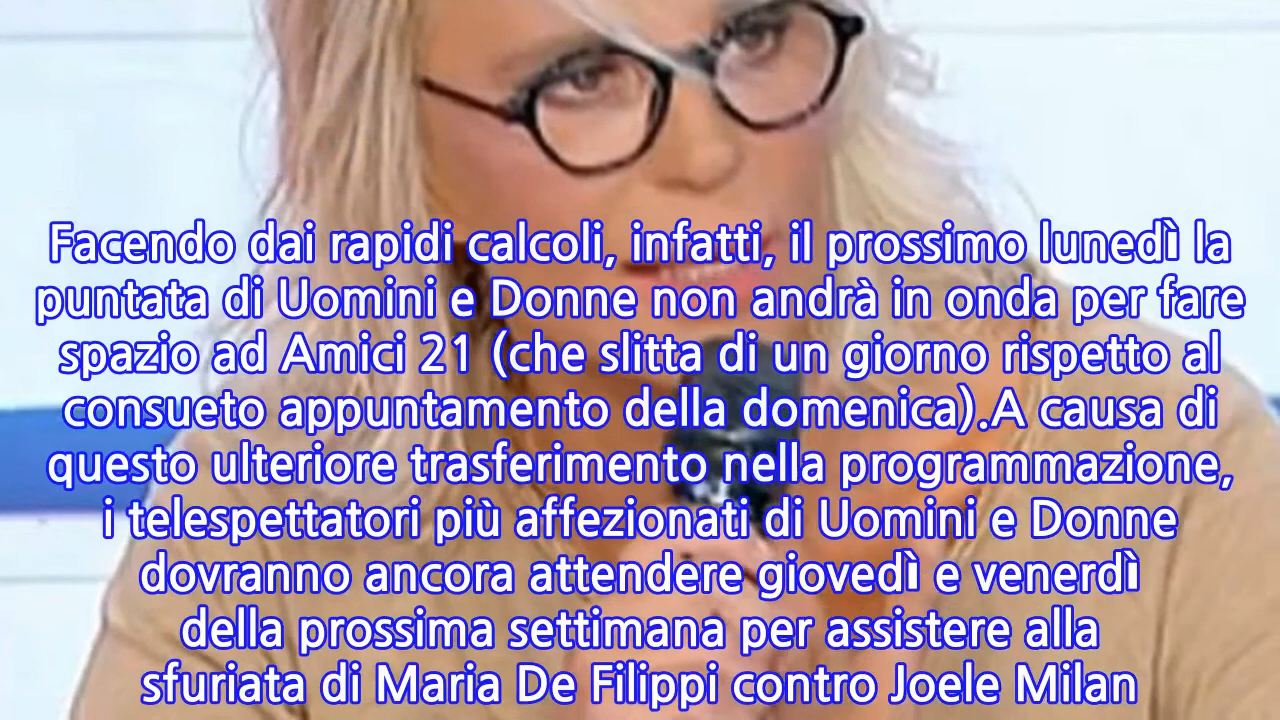 Facendo dai rapidi calcoli, infatti, il prossimo lunedì la
puntata di Uomini e Donne non andrà in onda per fare
spazio ad Amici 21 (che slitta di un giorno rispetto al
consueto appuntamento della domenica).A causa di
questo ulteriore trasferimento nella programmazione,
i telespettatori più affezionati di Uomini e Donne
dovranno ancora attendere giovedì e venerdì
della prossima settimana per assistere alla
sfuriata di Maria De Filippi contro Joele Milan